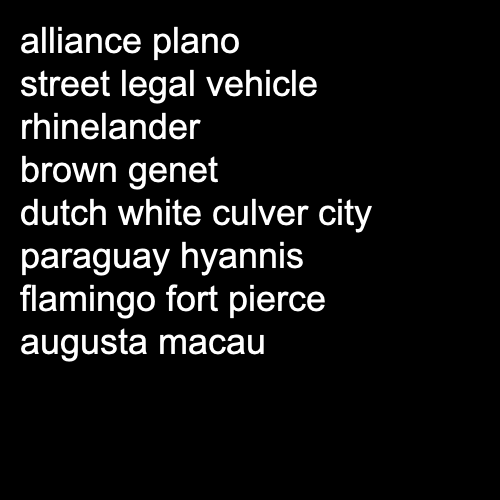 alliance plano
street legal vehicle
rhinelander
brown genet
dutch white culver city
paraguay hyannis
flamingo fort pierce
augusta macau